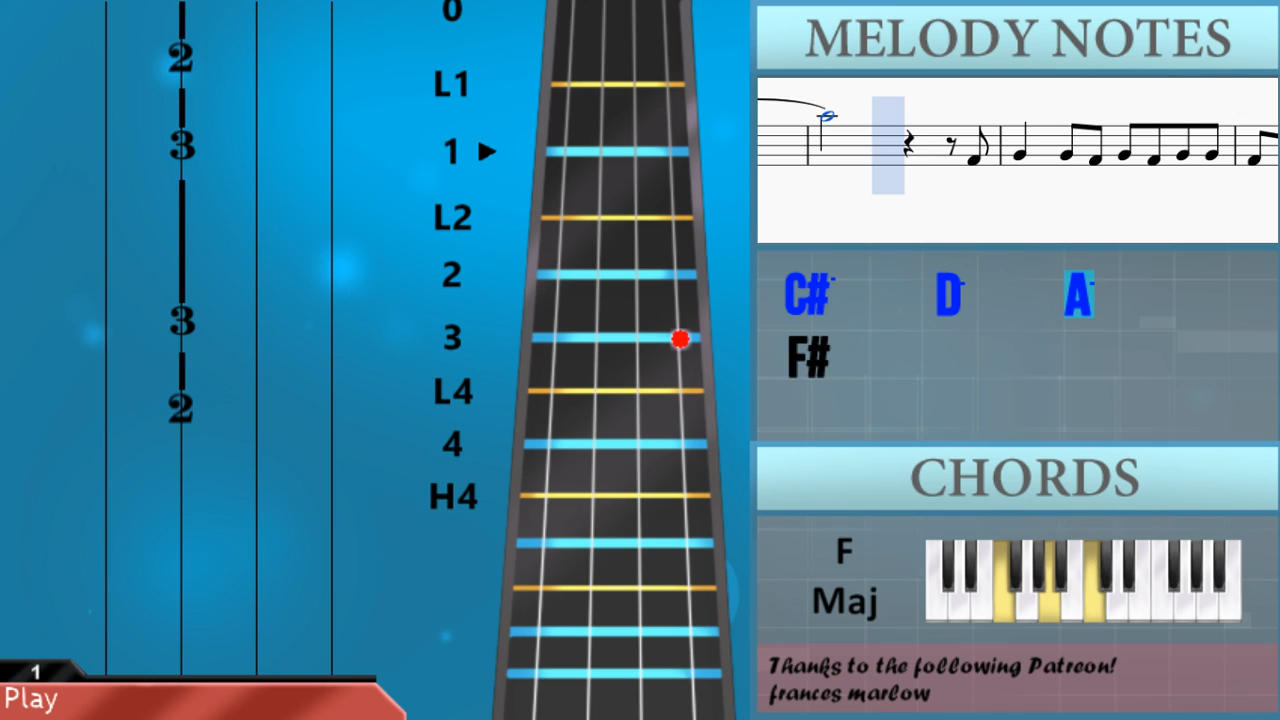 2
3
3
2
1
Play
0
L1
1
L2
2
3
L4
4
H4
MELODY NOTES
C#- D- A-
F#
CHORDS
F
Maj
Thanks to the following Patreon!
frances marlow